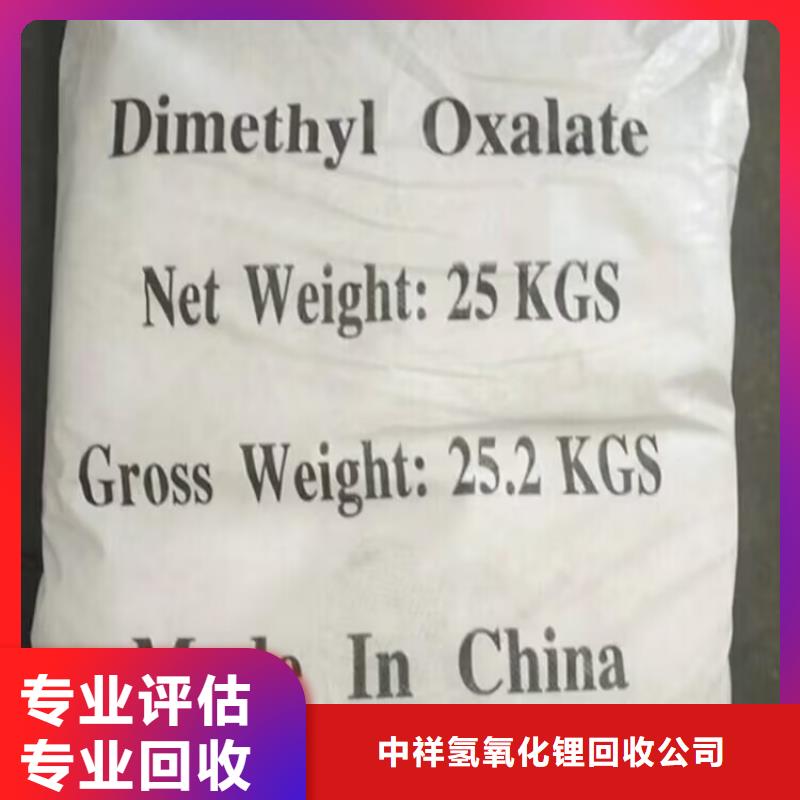 Dimethyl Oxalate
Net Weight: 25 KGS
Gross Weight: 25.2 KGS
Made In China
专业评估
专业回收
中祥氢氧化锂回收公司